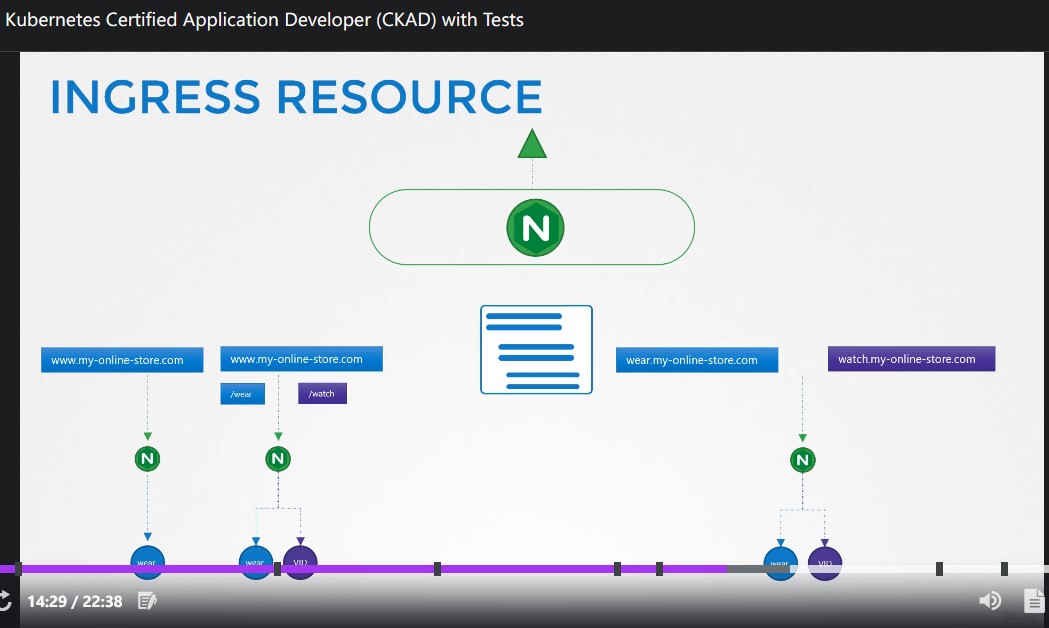 Kubernetes Certified Application Developer (CKAD) with Tests
INGRESS RESOURCE
N
www.my-online-store.com
www.my-online-store.com
wear.my-online-store.com
watch.my-online-store.com
/wear
/watch
N
N
N
wear
wear
VID
wear
VID
14:29 / 22:38